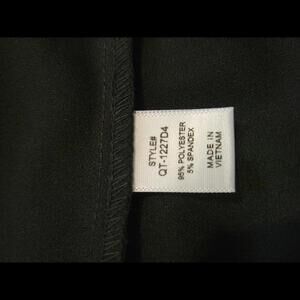 STYLE#
QT-1227D4
95% POLYESTER
5% SPANDEX
MADE IN
VIETNAM